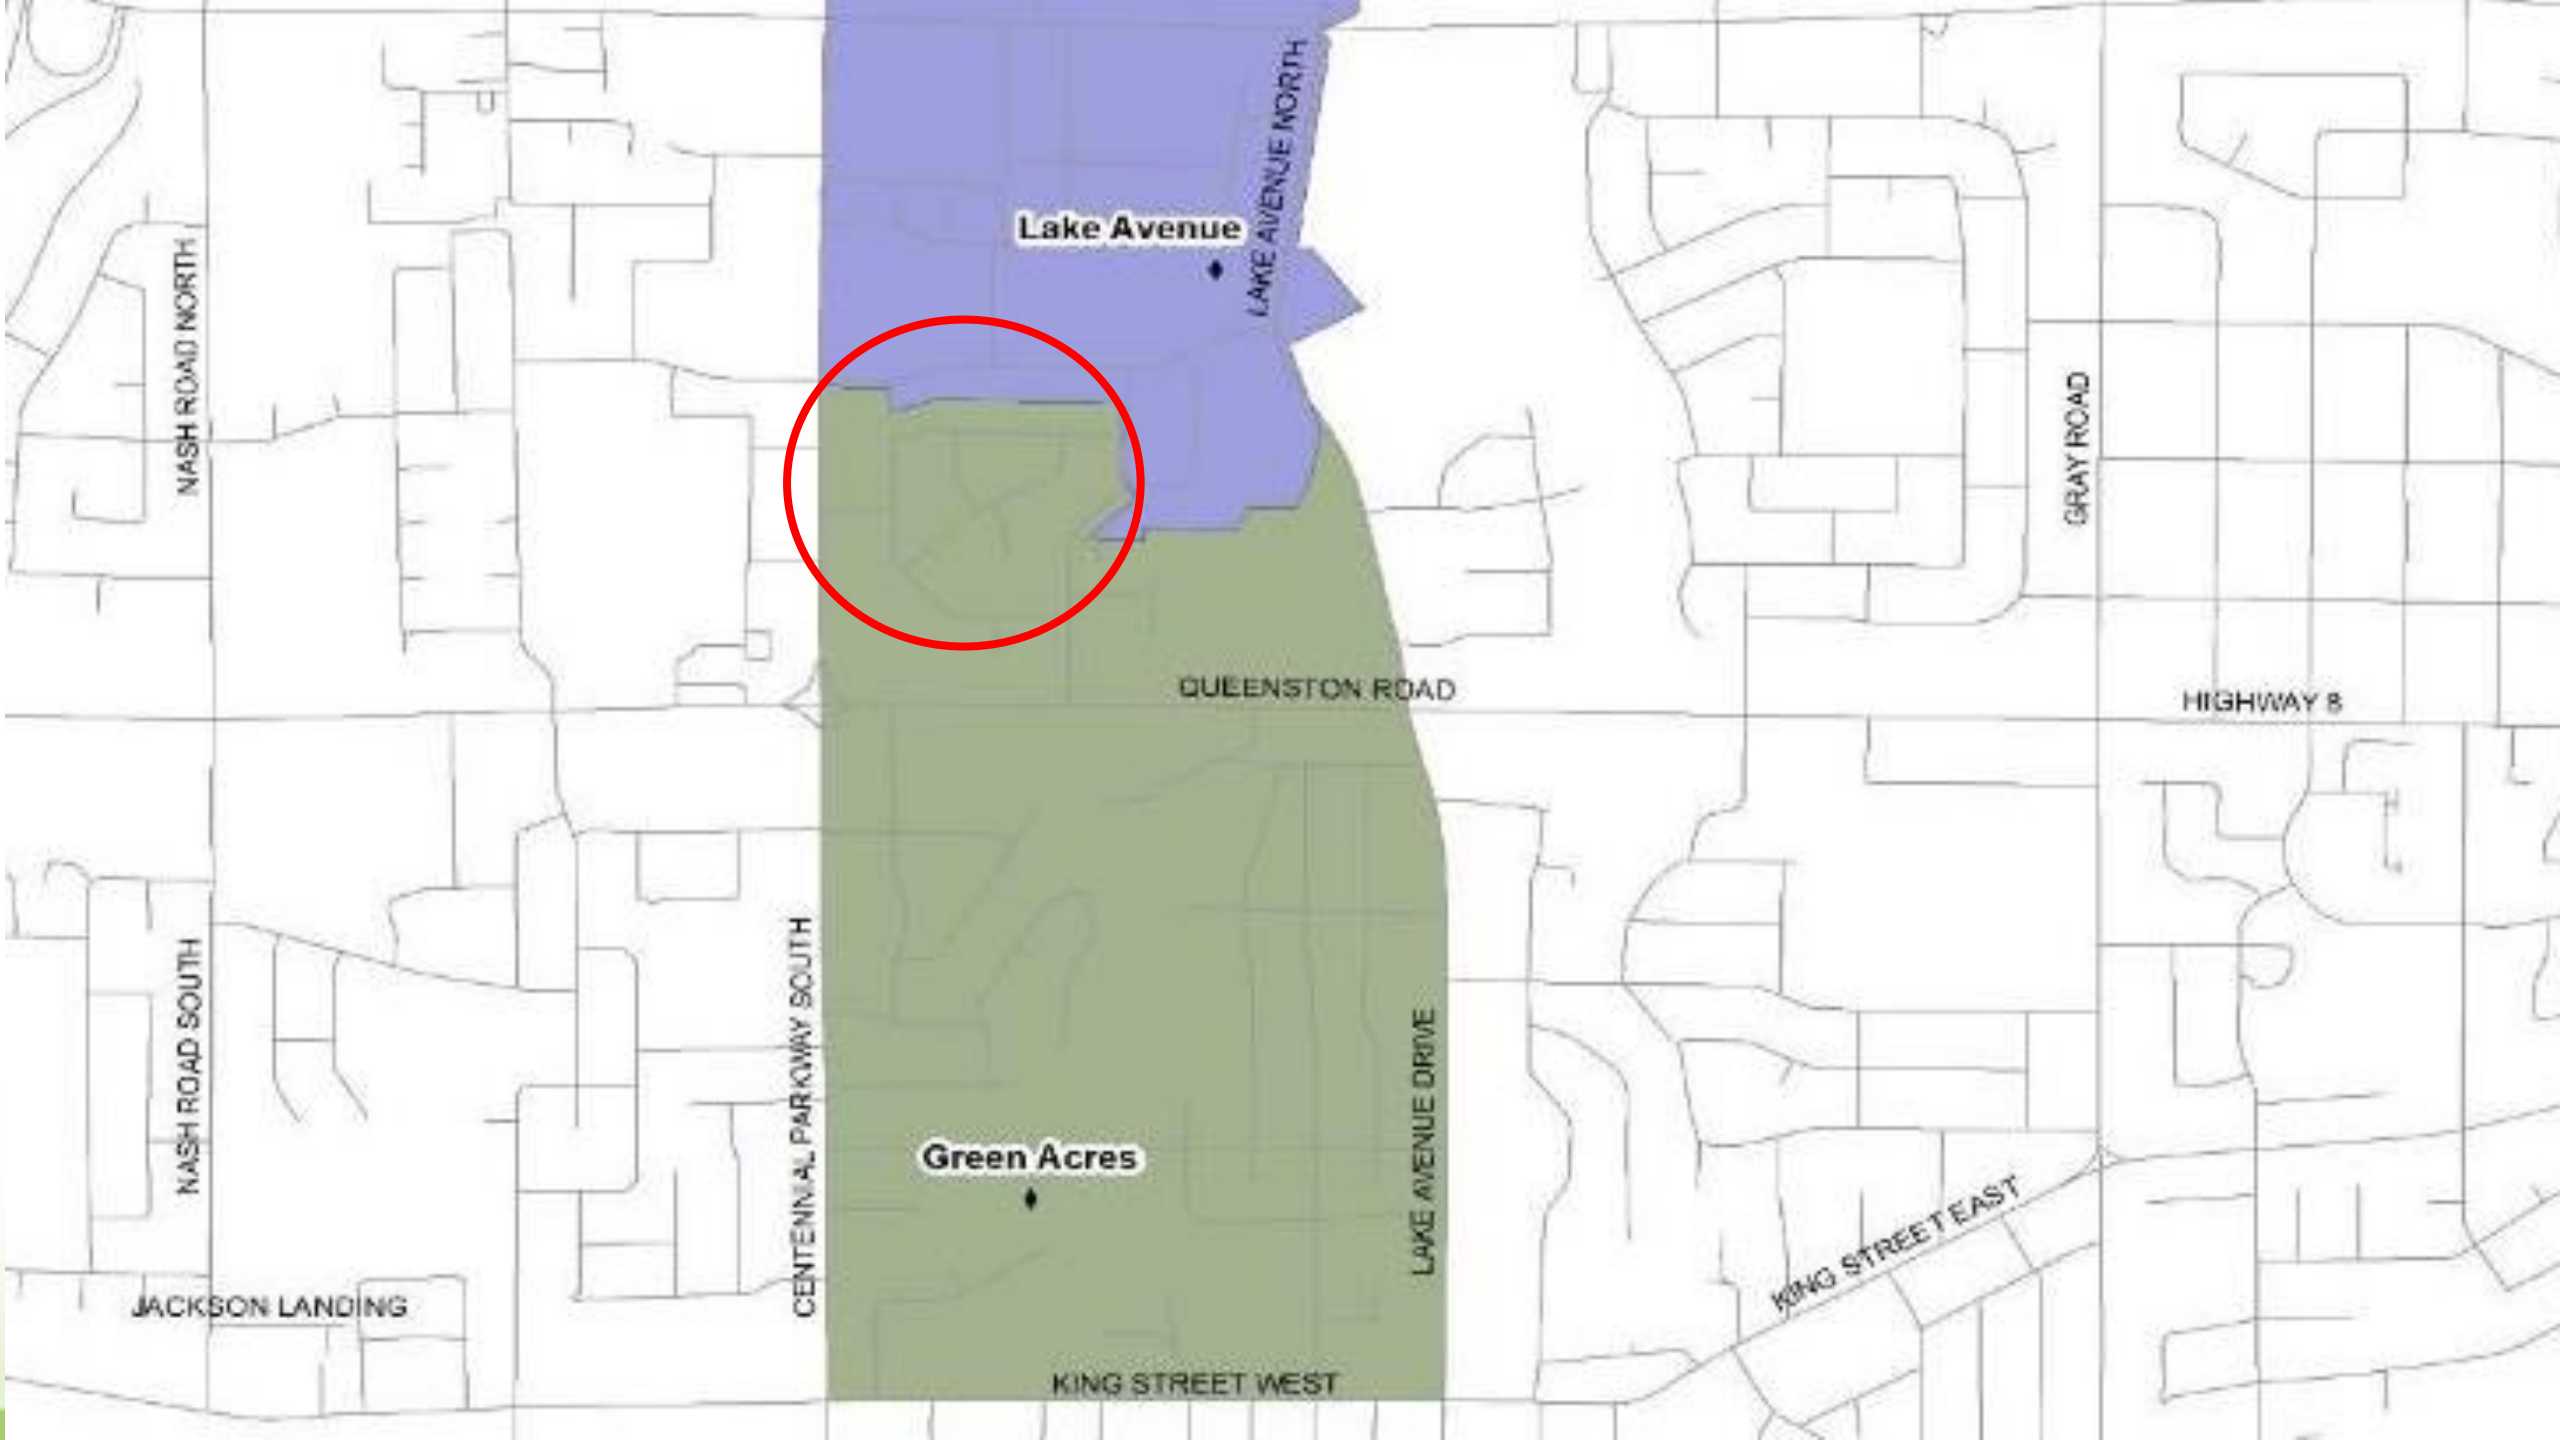 LAKE AVENUE NORTH
Lake Avenue
NASH ROAD NORTH
GRAY ROAD
QUEENSTON ROAD
HIGHWAY 8
CENTENNIAL PARKWAY SOUTH
NASH ROAD SOUTH
LAKE AVENUE DRIVE
Green Acres
KING STREET EAST
JACKSON LANDING
KING STREET WEST